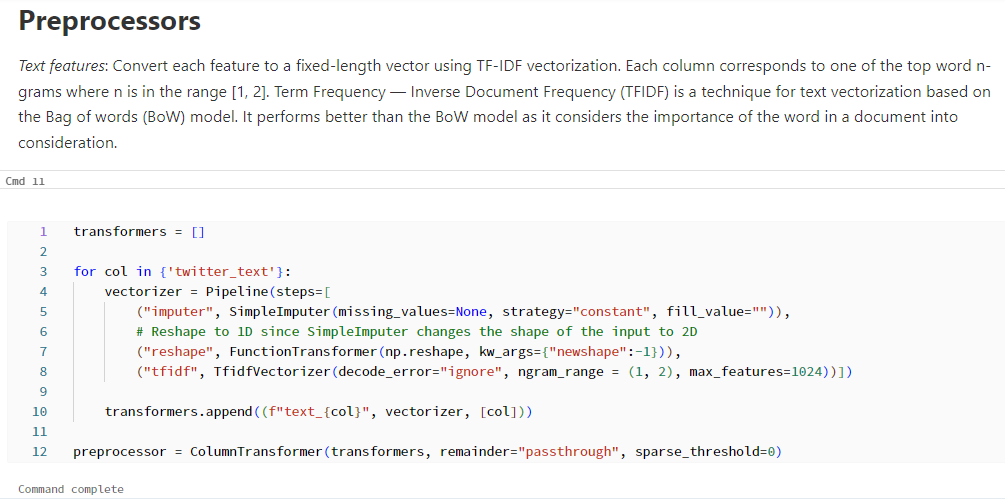 Preprocessors
Text features: Convert each feature to a fixed-length vector using TF-IDF vectorization. Each column corresponds to one of the top word n-
grams where n is in the range [1, 2]. Term Frequency — Inverse Document Frequency (TFIDF) is a technique for text vectorization based on
the Bag of words (BoW) model. It performs better than the BoW model as it considers the importance of the word in a document into
consideration.
Cmd 11
1 transformers = []
2
3 for col in {'twitter_text'}:
4     vectorizer = Pipeline(steps=[
5         ("imputer", SimpleImputer(missing_values=None, strategy="constant", fill_value="")),
6         # Reshape to 1D since SimpleImputer changes the shape of the input to 2D
7         ("reshape", FunctionTransformer(np.reshape, kw_args={"newshape":-1})),
8         ("tfidf", TfidfVectorizer(decode_error="ignore", ngram_range = (1, 2), max_features=1024))])
9
10     transformers.append((f"text_{col}", vectorizer, [col]))
11
12 preprocessor = ColumnTransformer(transformers, remainder="passthrough", sparse_threshold=0)
Command complete